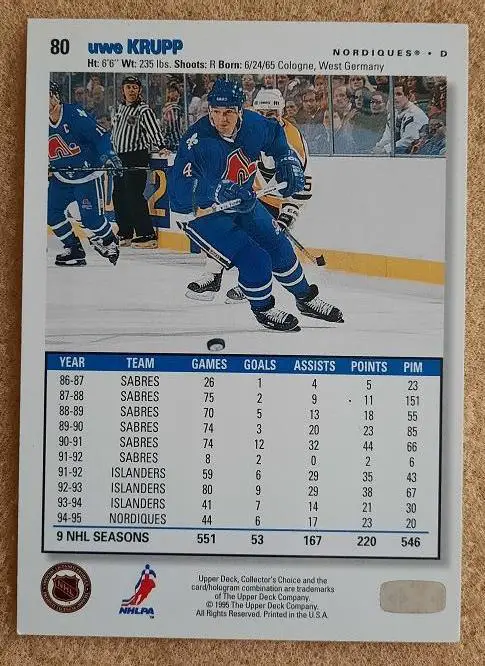 80 uwe KRUPP
NORDIQUES® • D
Ht: 6'6" Wt: 235 lbs. Shoots: R Born: 6/24/65 Cologne, West Germany
C
4
5
2
YEAR TEAM GAMES GOALS ASSISTS POINTS PIM
86-87 SABRES 26 1 4 5 23
87-88 SABRES 75 2 9 11 151
88-89 SABRES 70 5 13 18 55
89-90 SABRES 74 3 20 23 85
90-91 SABRES 74 12 32 44 66
91-92 SABRES 8 2 0 2 6
91-92 ISLANDERS 59 6 29 35 43
92-93 ISLANDERS 80 9 29 38 67
93-94 ISLANDERS 41 7 14 21 30
94-95 NORDIQUES 44 6 17 23 20
9 NHL SEASONS 551 53 167 220 546
NHL
NHLPA™
Upper Deck, Collector's Choice and the
card/hologram combination are trademarks
of The Upper Deck Company.
© 1995 The Upper Deck Company.
All Rights Reserved. Printed in the U.S.A.